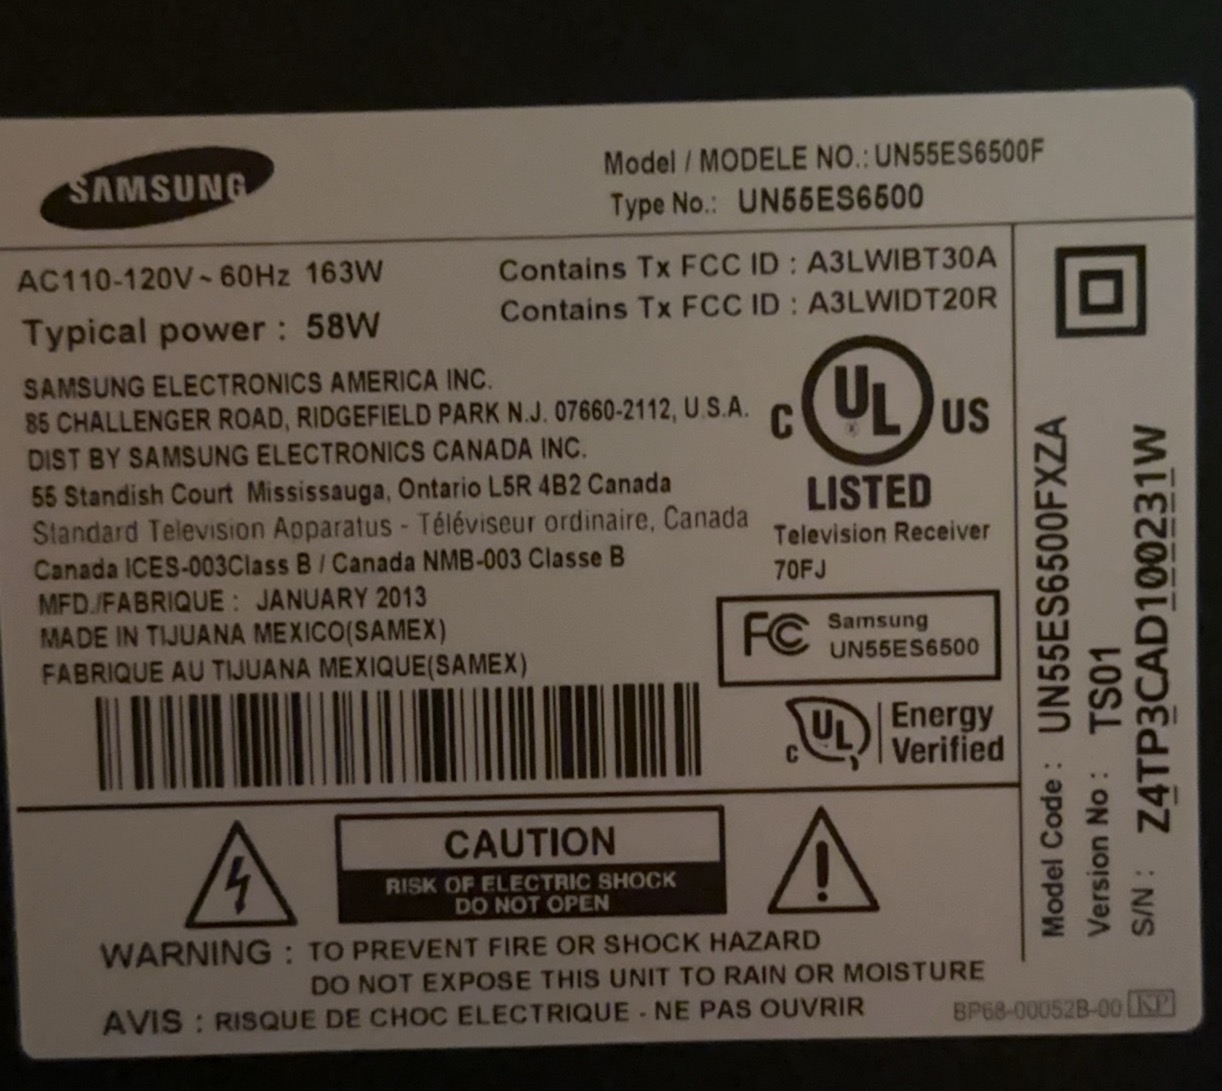 SAMSUNG
Model / MODELE NO.: UN55ES6500F
Type No.: UN55ES6500
AC110-120V ~ 60Hz 163W
Typical power : 58W
Contains Tx FCC ID : A3LWIBT30A
Contains Tx FCC ID : A3LWIDT20R
SAMSUNG ELECTRONICS AMERICA INC.
85 CHALLENGER ROAD, RIDGEFIELD PARK N.J. 07660-2112, U.S.A.
DIST BY SAMSUNG ELECTRONICS CANADA INC.
55 Standish Court Mississauga, Ontario L5R 4B2 Canada
Standard Television Apparatus - Téléviseur ordinaire, Canada
Canada ICES-003Class B / Canada NMB-003 Classe B
MFD./FABRIQUE : JANUARY 2013
MADE IN TIJUANA MEXICO(SAMEX)
FABRIQUE AU TIJUANA MEXIQUE(SAMEX)
C UL US
®
LISTED
Television Receiver
70FJ
FC Samsung
UN55ES6500
c UL Energy
Verified
Model Code : UN55ES6500FXZA
Version No : TS01
S/N : Z4TP3CAD100231W
CAUTION
RISK OF ELECTRIC SHOCK
DO NOT OPEN
WARNING : TO PREVENT FIRE OR SHOCK HAZARD
DO NOT EXPOSE THIS UNIT TO RAIN OR MOISTURE
AVIS : RISQUE DE CHOC ELECTRIQUE - NE PAS OUVRIR
BP68-00052B-00 KP